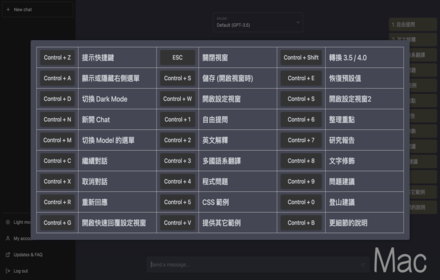 New chat
Default (GPT-3.5)
Control + Z 提示快捷鍵 ESC 關閉視窗 Control + Shift 轉換 3.5 / 4.0
Control + A 顯示或隱藏右側選單 Control + S 儲存 (開啟視窗時) Control + E 恢復預設值
Control + D 切換 Dark Mode Control + W 開啟設定視窗 Control + 5 開啟設定視窗2
Control + N 新開 Chat Control + 1 自由提問 Control + 6 整理重點
Control + M 切換 Model 的選單 Control + 2 英文解釋 Control + 7 研究報告
Control + C 繼續對話 Control + 3 多國語系翻譯 Control + 8 文字修飾
Control + X 取消對話 Control + 4 程式問題 Control + 9 問題建議
Control + R 重新回應 Control + 5 CSS 範例 Control + 0 登山建議
Control + G 開啟快速回覆設定視窗 Control + V 提供其它範例 Control + B 更細節的說明
Updates & FAQ
Log out
Send a message...
Mac